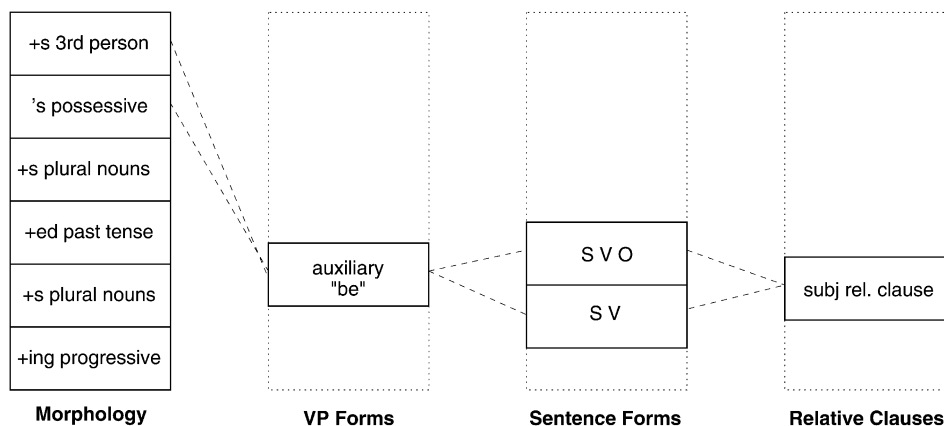 +s 3rd person
's possessive
+s plural nouns
+ed past tense
+s plural nouns
+ing progressive
Morphology
auxiliary
"be"
VP Forms
S V O
S V
Sentence Forms
subj rel. clause
Relative Clauses